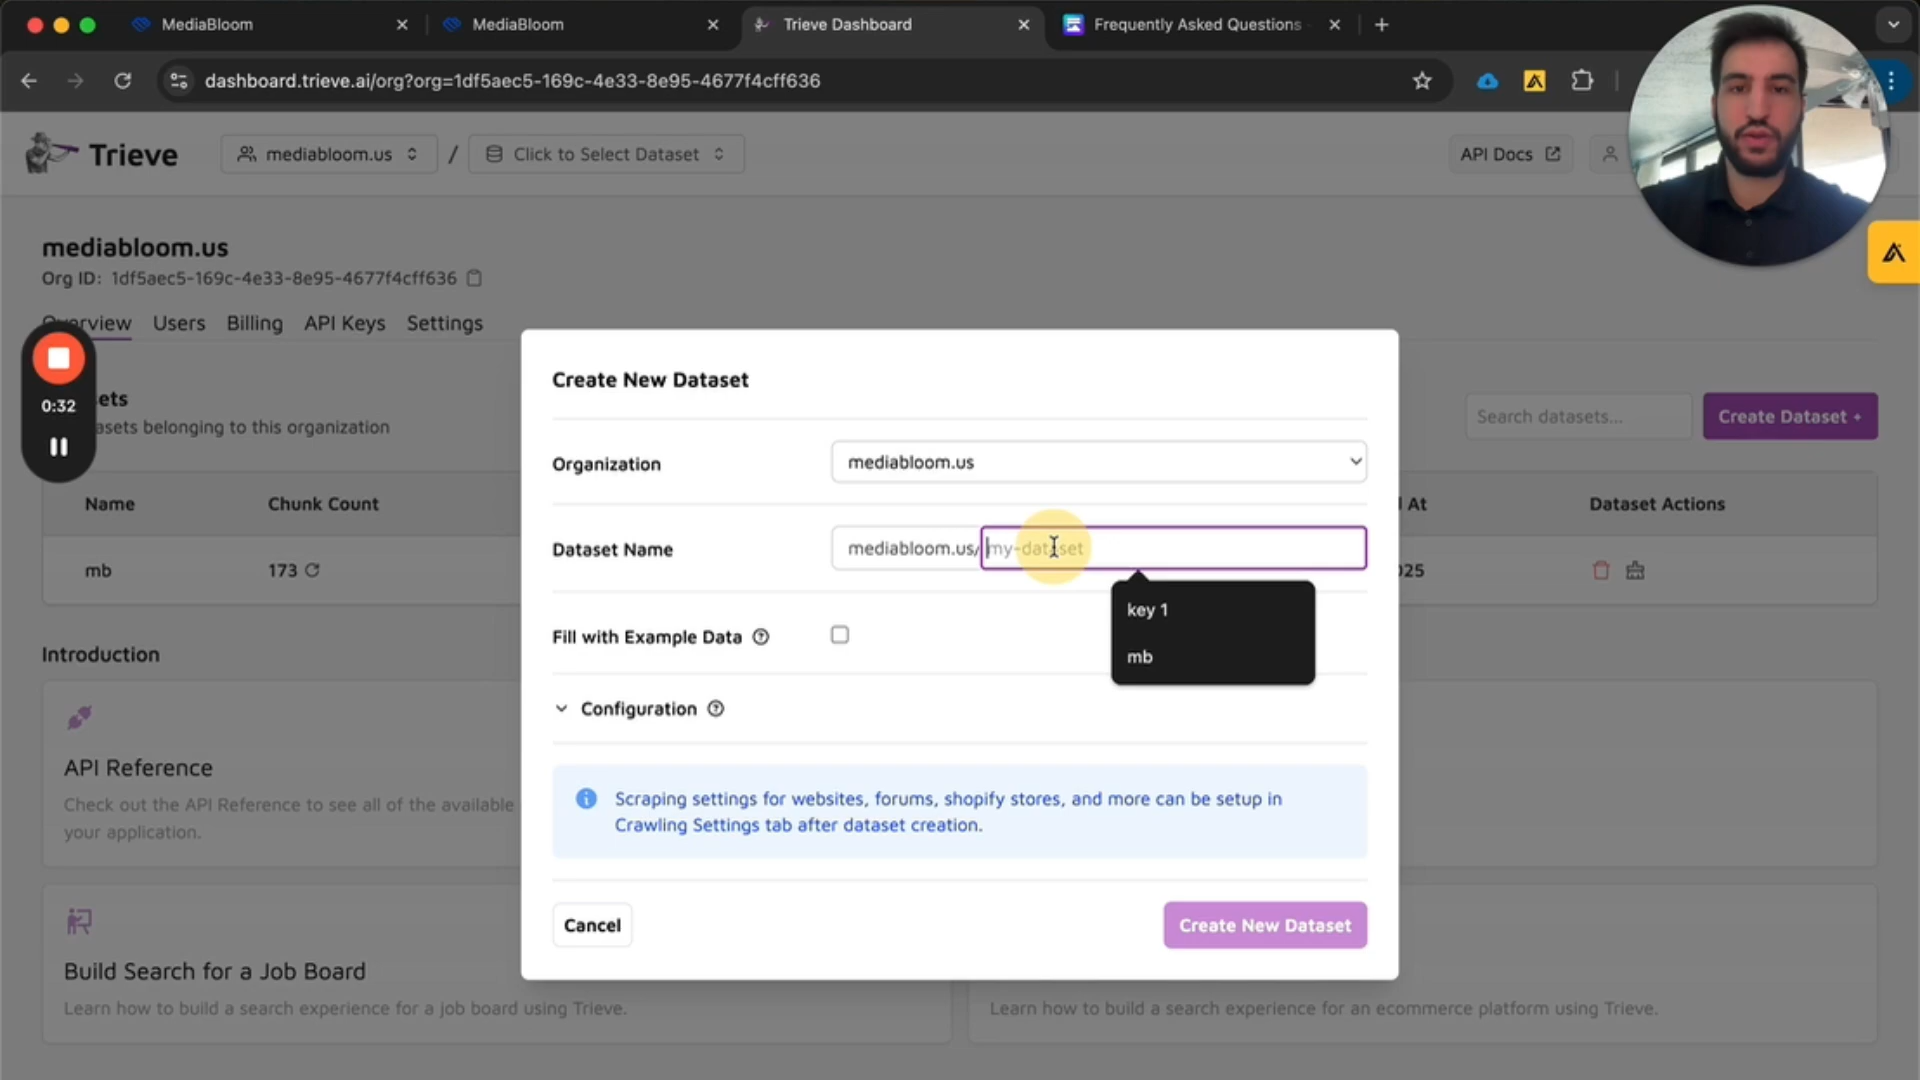 MediaBloom
MediaBloom
Trieve Dashboard
Frequently Asked Questions
dashboard.trieve.ai/org?org=1df5aec5-169c-4e33-8e95-4677f4cff636
Trieve
mediabloom.us
/
Click to Select Dataset
API Docs
mediabloom.us
Org ID: 1df5aec5-169c-4e33-8e95-4677f4cff636
Overview
Users
Billing
API Keys
Settings
0:32
ets
asets belonging to this organization
Search datasets...
Create Dataset +
Name
Chunk Count
At
Dataset Actions
mb
173
025
Create New Dataset
Organization
mediabloom.us
Dataset Name
mediabloom.us/
my-dataset
key 1
mb
Fill with Example Data
Configuration
Scraping settings for websites, forums, shopify stores, and more can be setup in
Crawling Settings tab after dataset creation.
Cancel
Create New Dataset
Introduction
API Reference
Check out the API Reference to see all of the available
your application.
Build Search for a Job Board
Learn how to build a search experience for a job board using Trieve.
Learn how to build a search experience for an ecommerce platform using Trieve.